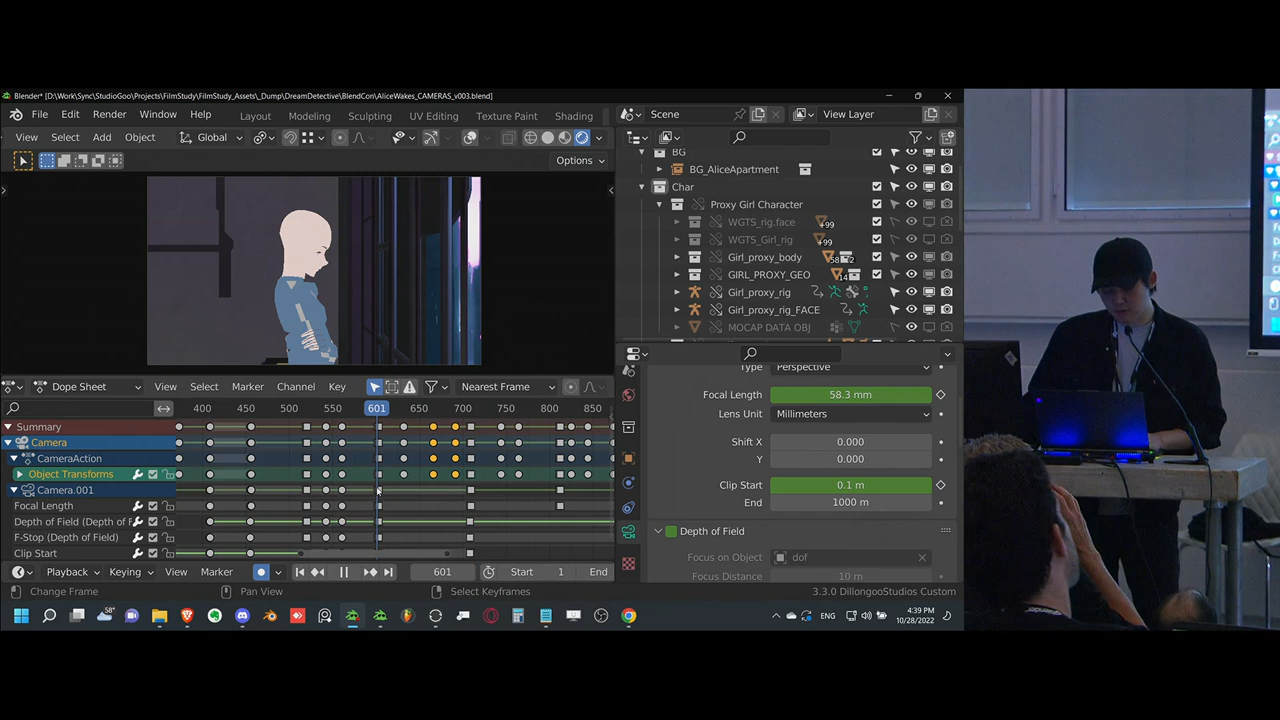 Blender* [D:\Work\Sync\StudioGoo\Projects\FilmStudy\FilmStudy_Assets\_Dump\DreamDetective\BlendCon\AliceWakes_CAMERAS_v003.blend]
File Edit Render Window Help Layout Modeling Sculpting UV Editing Texture Paint Shading Scene View Layer
View Select Add Object Global
Options
BG
BG_AliceApartment
Char
Proxy Girl Character
WGTS_rig.face +99
WGTS_Girl_rig +99
Girl_proxy_body 58 2
GIRL_PROXY_GEO 14
Girl_proxy_rig
Girl_proxy_rig_FACE
MOCAP DATA OBJ
Type Perspective
Focal Length 58.3 mm
Lens Unit Millimeters
Shift X 0.000
Y 0.000
Clip Start 0.1 m
End 1000 m
Depth of Field
Focus on Object dof
Focus Distance 10 m
Dope Sheet View Select Marker Channel Key Nearest Frame
400 450 500 550 601 650 700 750 800 850
Summary
Camera
CameraAction
Object Transforms
Camera.001
Focal Length
Depth of Field (Depth of F
F-Stop (Depth of Field)
Clip Start
Playback Keying View Marker 601 Start 1 End
Change Frame Pan View Select Keyframes 3.3.0 DillongooStudios Custom
58° ENG 4:39 PM
10/28/2022